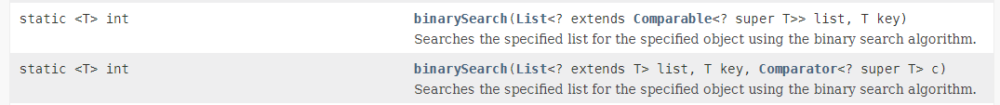 static <T> int binarySearch(List<? extends Comparable<? super T>> list, T key)
Searches the specified list for the specified object using the binary search algorithm.
static <T> int binarySearch(List<? extends T> list, T key, Comparator<? super T> c)
Searches the specified list for the specified object using the binary search algorithm.